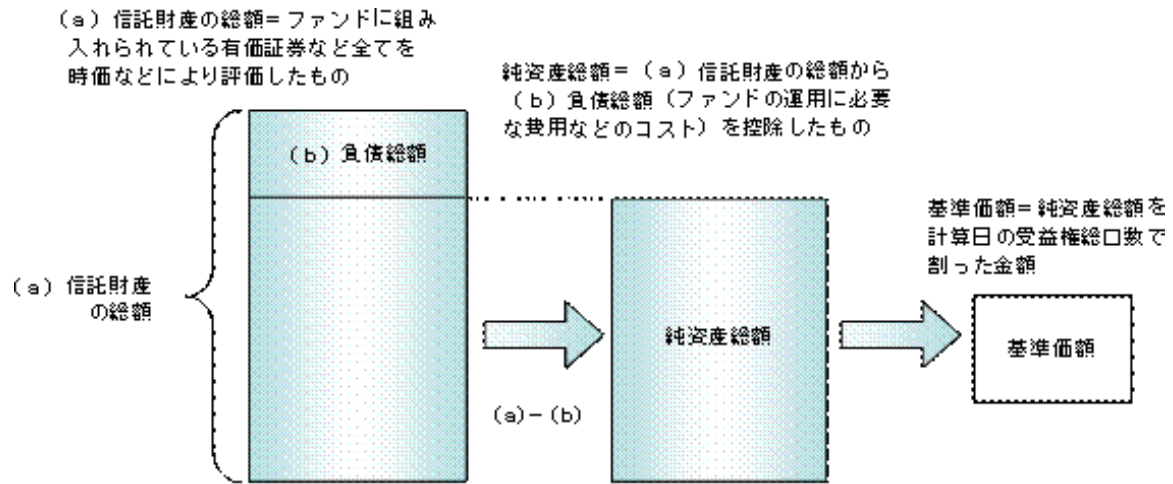 (a) 信託財産の総額=ファンドに組み
入れられている有価証券など全てを
時価などにより評価したもの
純資産総額=(a) 信託財産の総額から
(b) 負債総額(ファンドの運用に必要
な費用などのコスト)を控除したもの
(b) 負債総額
基準価額=純資産総額を
計算日の受益権総口数で
割った金額
(a) 信託財産
の総額
純資産総額
基準価額
(a)-(b)